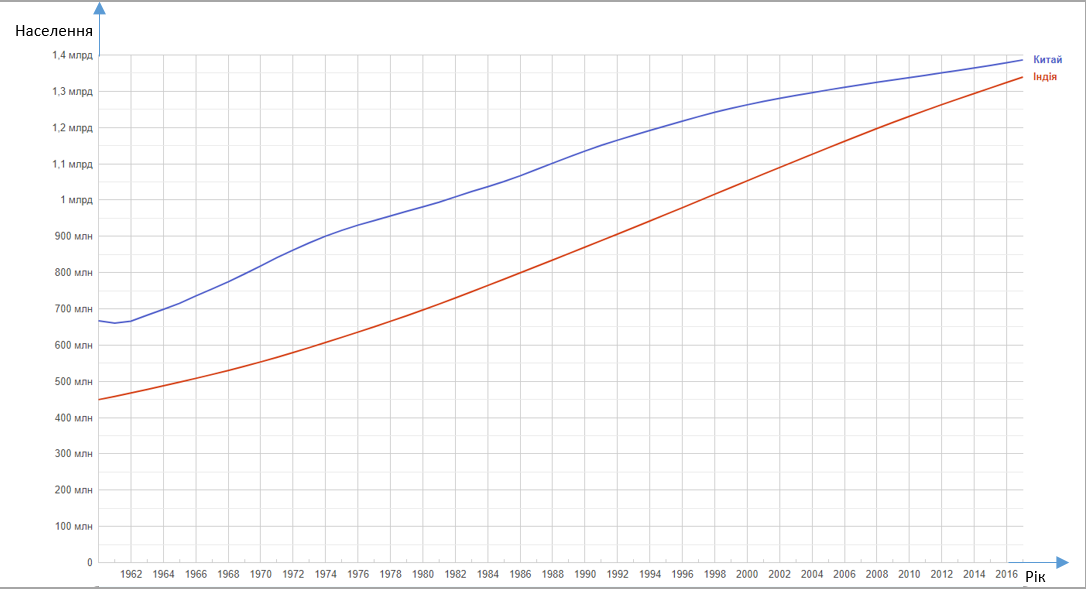 Населення
1,4 млрд
Китай
Індія
1,3 млрд
1,2 млрд
1,1 млрд
1 млрд
900 млн
800 млн
700 млн
600 млн
500 млн
400 млн
300 млн
200 млн
100 млн
0
1962 1964 1966 1968 1970 1972 1974 1976 1978 1980 1982 1984 1986 1988 1990 1992 1994 1996 1998 2000 2002 2004 2006 2008 2010 2012 2014 2016 Рік